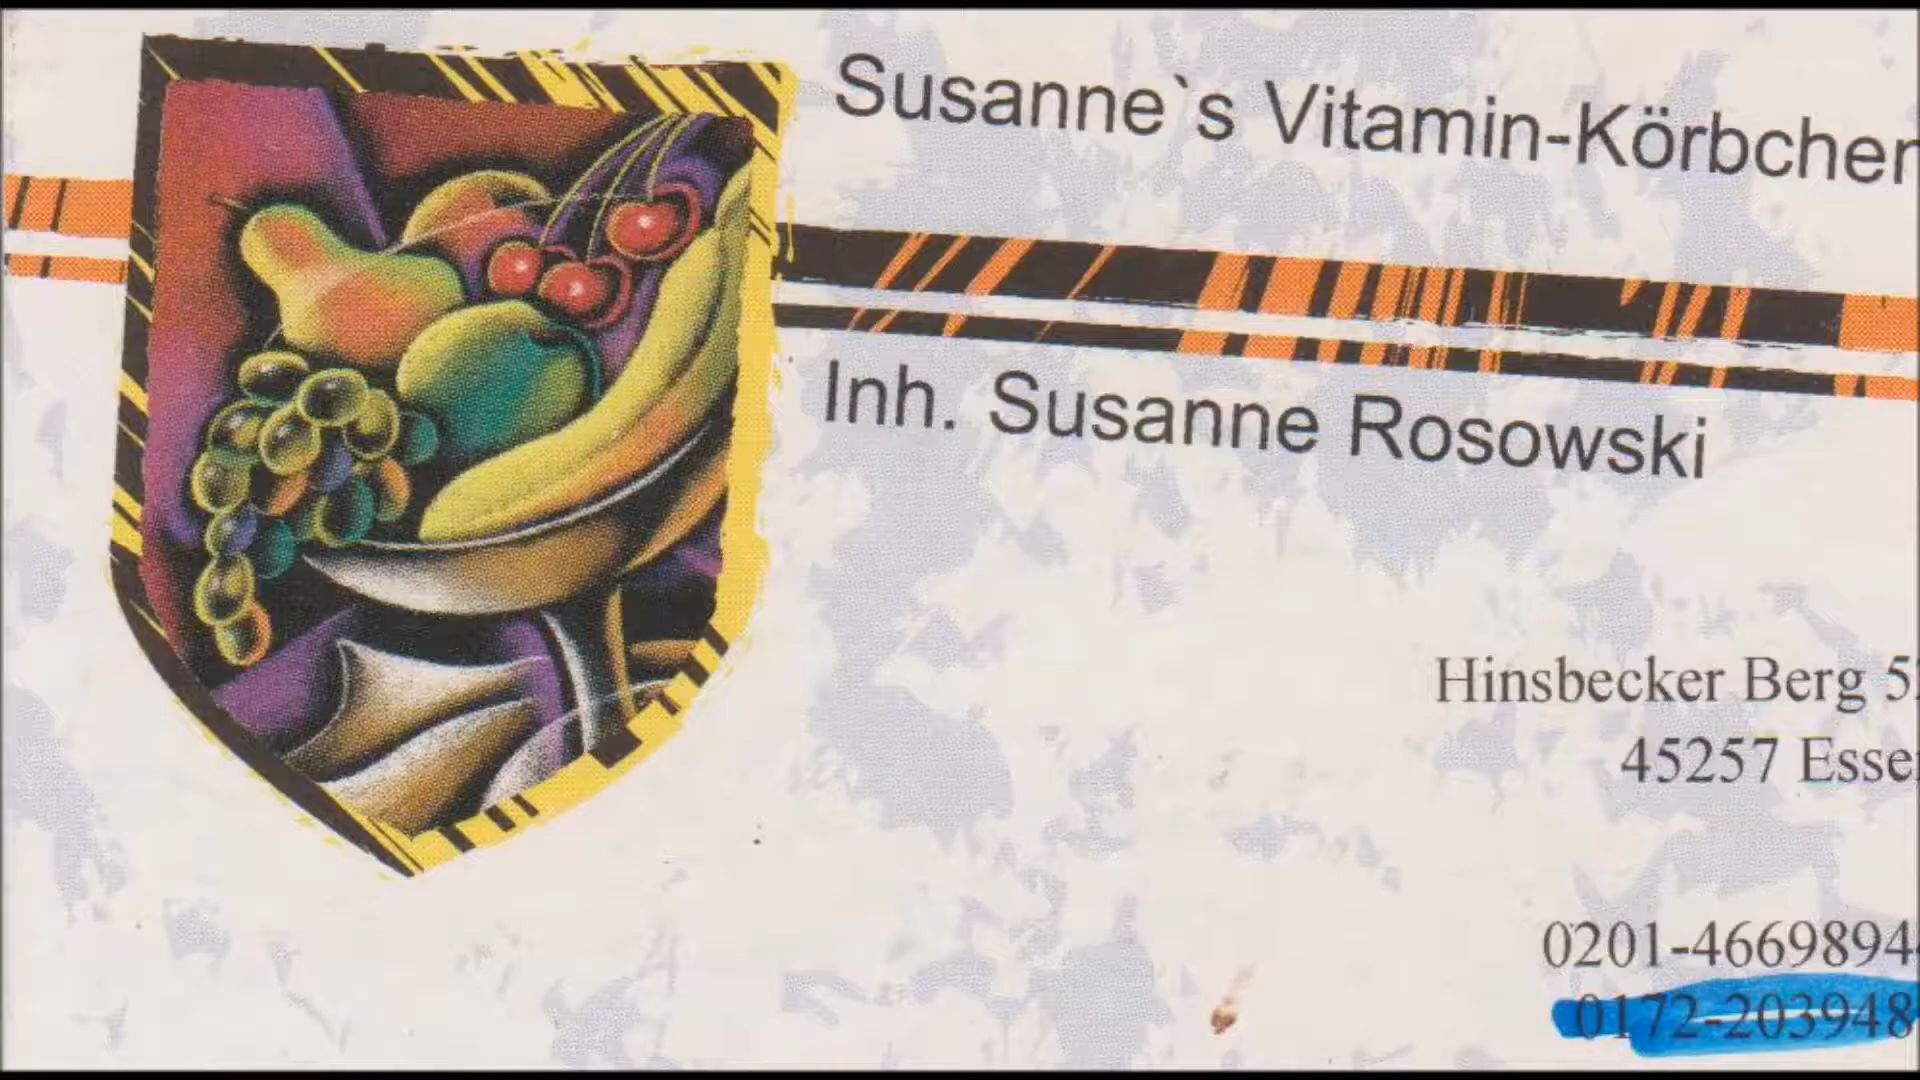 Susanne`s Vitamin-Körbchen
Inh. Susanne Rosowski
Hinsbecker Berg 5
45257 Essen
0201-4669894
0172-203948